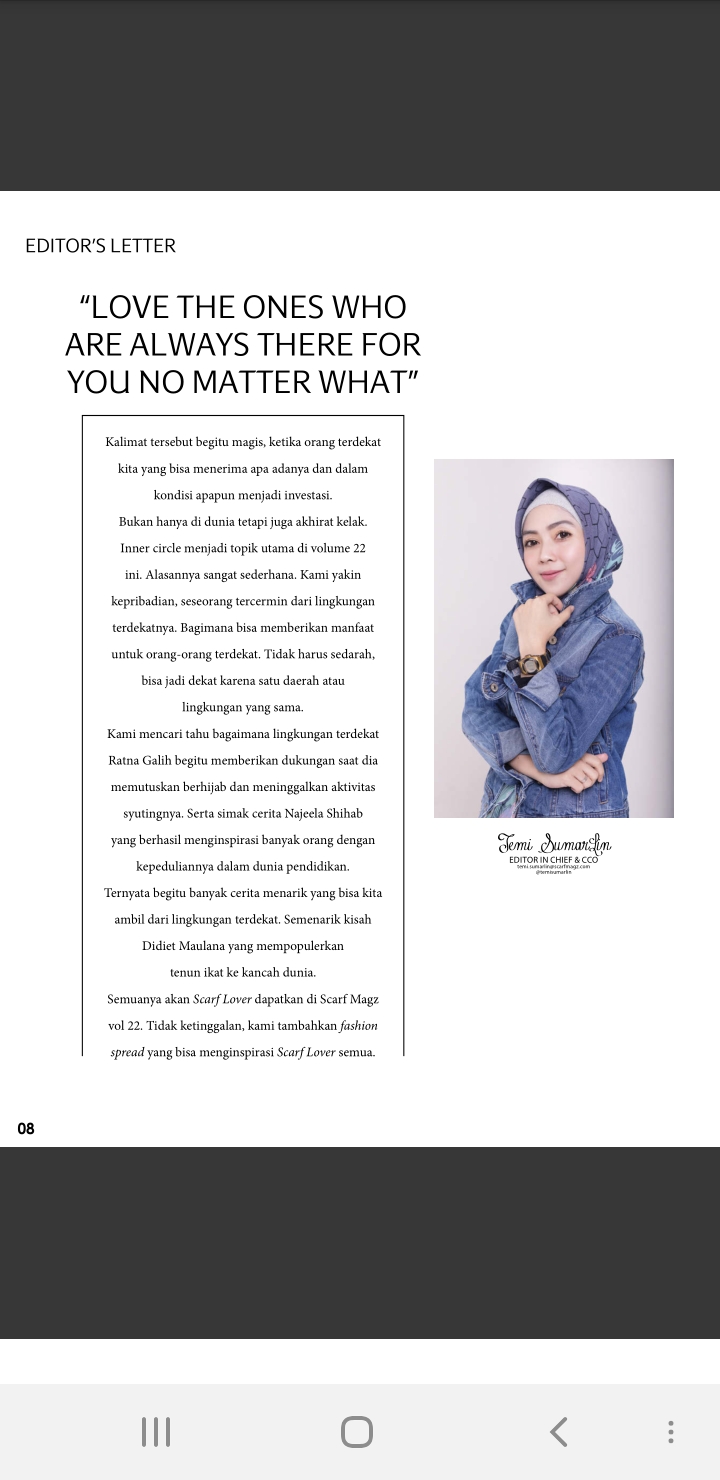 EDITOR'S LETTER
“LOVE THE ONES WHO
ARE ALWAYS THERE FOR
YOU NO MATTER WHAT”
Kalimat tersebut begitu magis, ketika orang terdekat
kita yang bisa menerima apa adanya dan dalam
kondisi apapun menjadi investasi.
Bukan hanya di dunia tetapi juga akhirat kelak.
Inner circle menjadi topik utama di volume 22
ini. Alasannya sangat sederhana. Kami yakin
kepribadian, seseorang tercermin dari lingkungan
terdekatnya. Bagaimana bisa memberikan manfaat
untuk orang-orang terdekat. Tidak harus sedarah,
bisa jadi dekat karena satu daerah atau
lingkungan yang sama.
Kami mencari tahu bagaimana lingkungan terdekat
Ratna Galih begitu memberikan dukungan saat dia
memutuskan berhijab dan meninggalkan aktivitas
syutingnya. Serta simak cerita Najeela Shihab
yang berhasil menginspirasi banyak orang dengan
kepeduliannya dalam dunia pendidikan.
Ternyata begitu banyak cerita menarik yang bisa kita
ambil dari lingkungan terdekat. Semenarik kisah
Didiet Maulana yang mempopulerkan
tenun ikat ke kancah dunia.
Semuanya akan Scarf Lover dapatkan di Scarf Magz
vol 22. Tidak ketinggalan, kami tambahkan fashion
spread yang bisa menginspirasi Scarf Lover semua.
Temi Sumarlin
EDITOR IN CHIEF & CCO
temi.sumarlin@scarfmagz.com
@temisumarlin
08